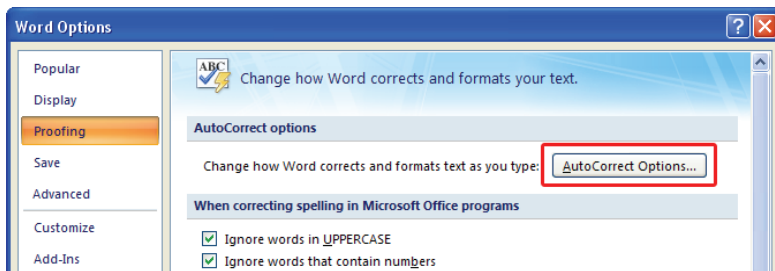 Word Options
Popular
Display
Proofing
Save
Advanced
Customize
Add-Ins
ABC
Change how Word corrects and formats your text.
AutoCorrect options
Change how Word corrects and formats text as you type: AutoCorrect Options...
When correcting spelling in Microsoft Office programs
Ignore words in UPPERCASE
Ignore words that contain numbers